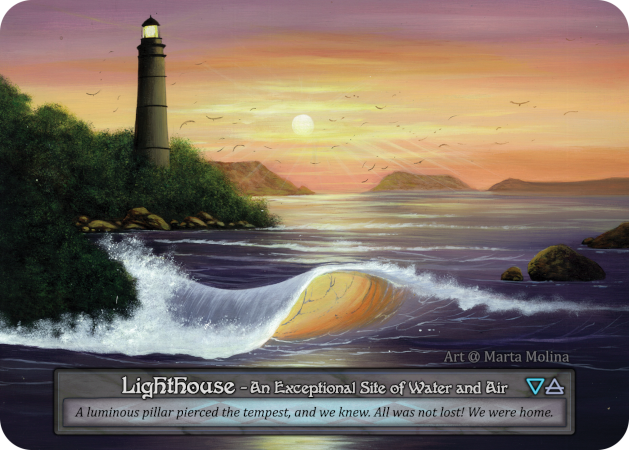 Art @ Marta Molina
Lighthouse - An Exceptional Site of Water and Air
A luminous pillar pierced the tempest, and we knew. All was not lost! We were home.